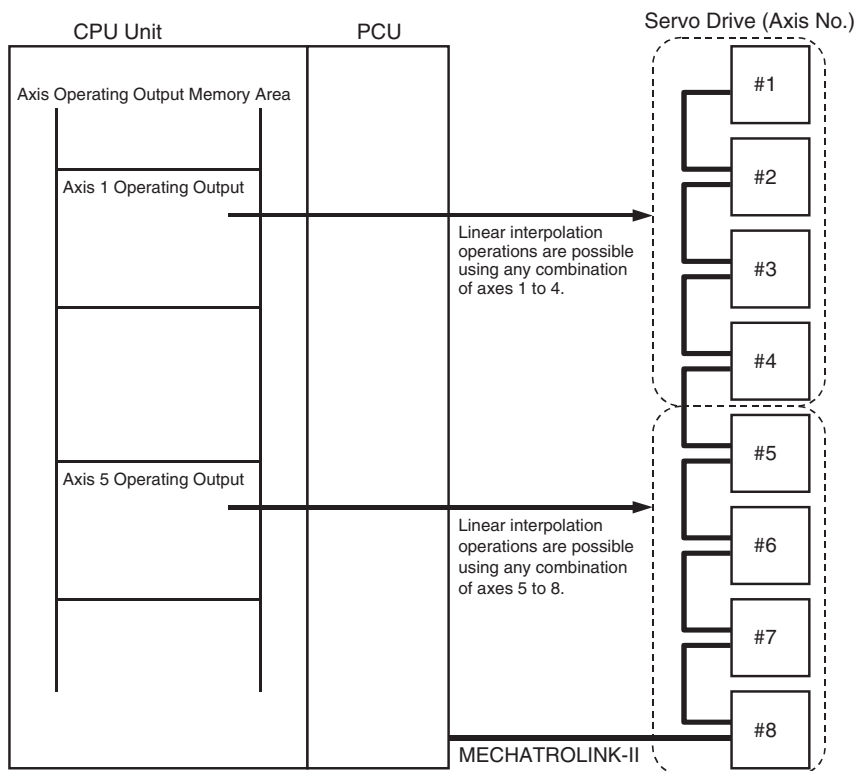 CPU Unit
PCU
Servo Drive (Axis No.)
Axis Operating Output Memory Area
Axis 1 Operating Output
Linear interpolation
operations are possible
using any combination
of axes 1 to 4.
Axis 5 Operating Output
Linear interpolation
operations are possible
using any combination
of axes 5 to 8.
MECHATROLINK-II
#1
#2
#3
#4
#5
#6
#7
#8